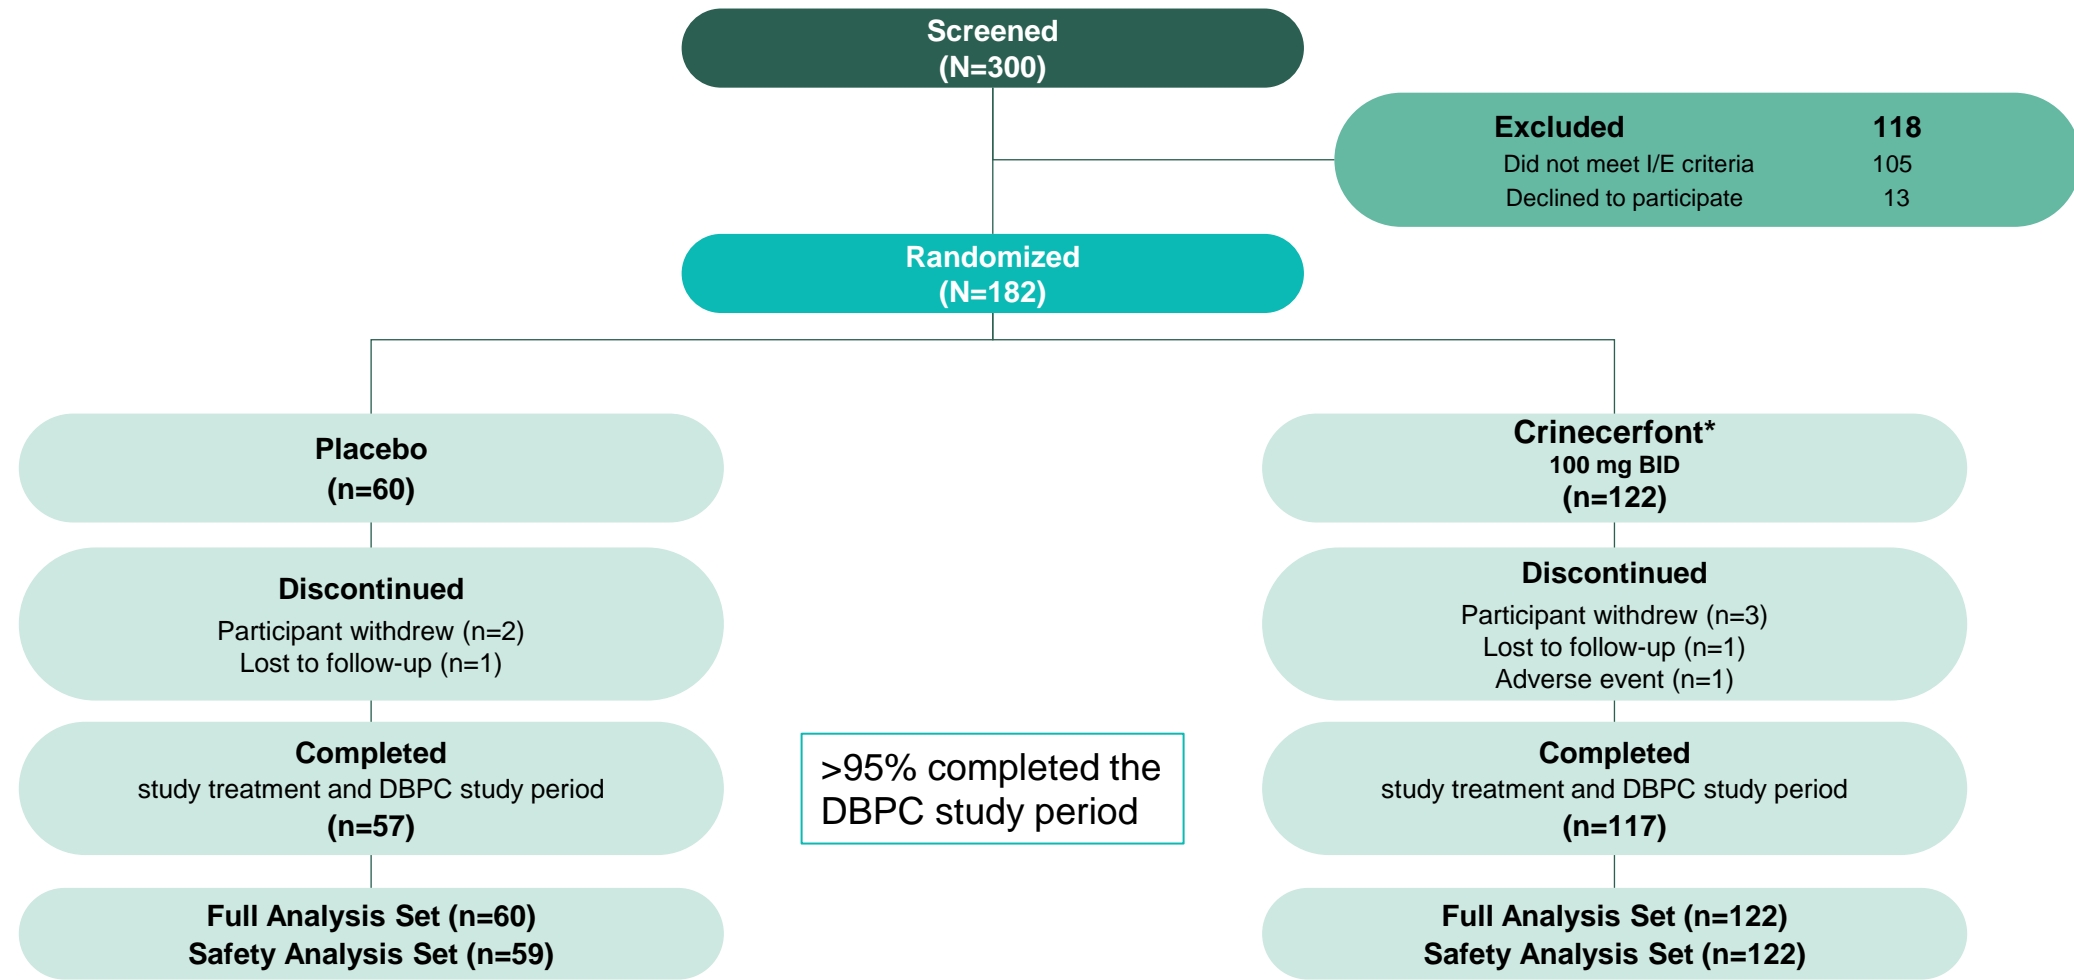 Screened
(N=300)
Excluded 118
Did not meet I/E criteria 105
Declined to participate 13
Randomized
(N=182)
Placebo
(n=60)
Crinecerfont*
100 mg BID
(n=122)
Discontinued
Participant withdrew (n=2)
Lost to follow-up (n=1)
Discontinued
Participant withdrew (n=3)
Lost to follow-up (n=1)
Adverse event (n=1)
Completed
study treatment and DBPC study period
(n=57)
>95% completed the
DBPC study period
Completed
study treatment and DBPC study period
(n=117)
Full Analysis Set (n=60)
Safety Analysis Set (n=59)
Full Analysis Set (n=122)
Safety Analysis Set (n=122)